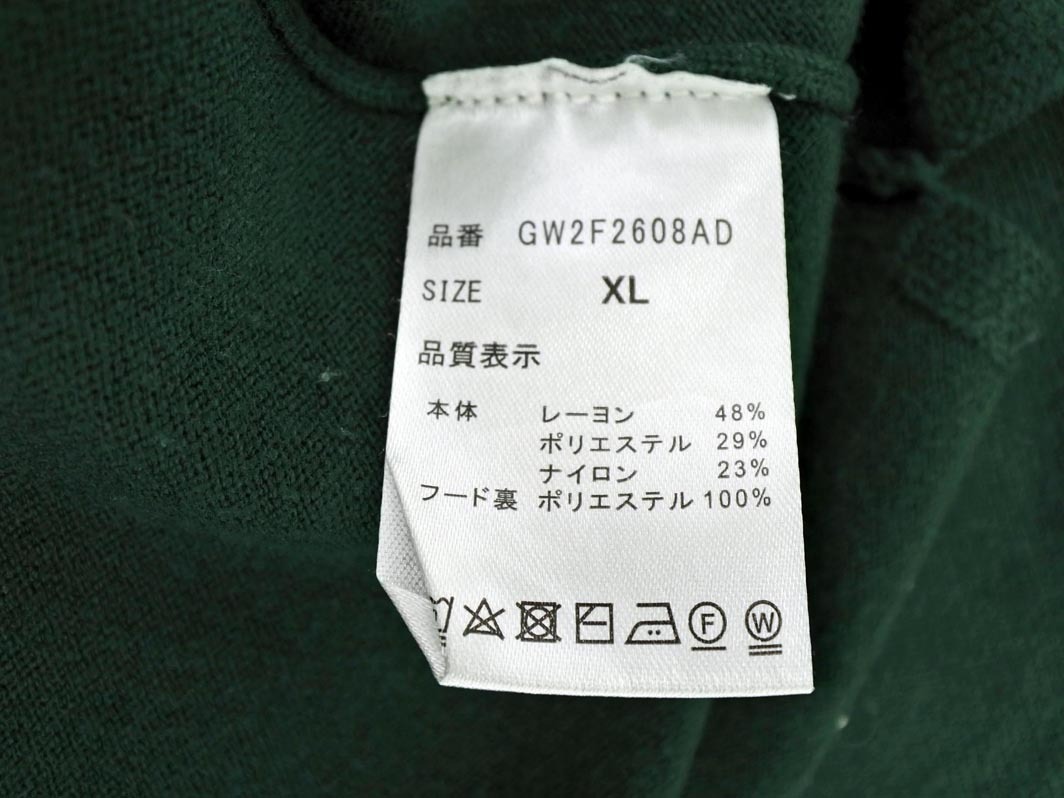 品番 GW2F2608AD
SIZE XL
品質表示
本体 レーヨン 48%
ポリエステル 29%
ナイロン 23%
フード裏 ポリエステル 100%
F W